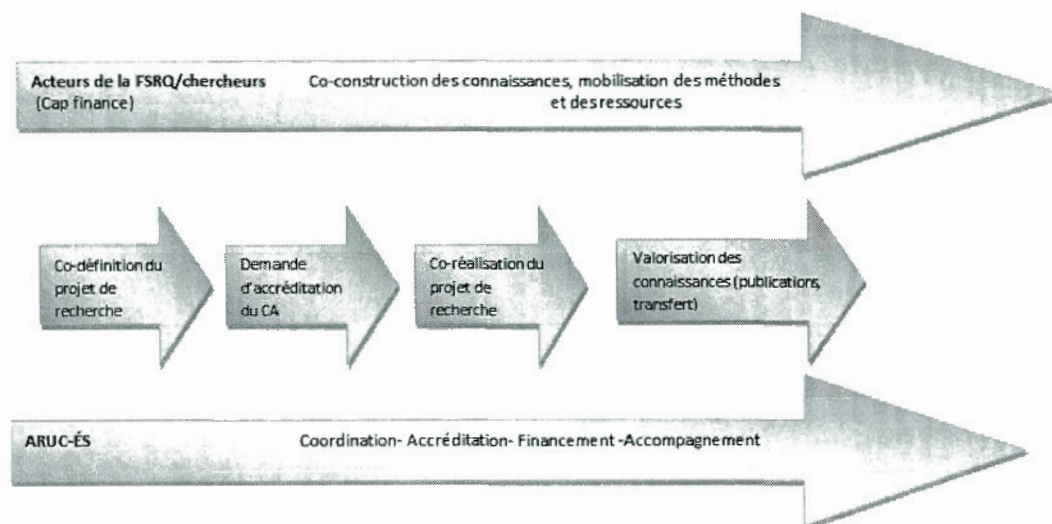 Acteurs de la FSRQ/chercheurs
(Cap finance)
Co-construction des connaissances, mobilisation des méthodes
et des ressources
Co-définition du
projet de
recherche
Demande
d'accréditation
du CA
Co-réalisation du
projet de
recherche
Valorisation des
connaissances (publications,
transfert)
ARUC-ÉS
Coordination- Accréditation- Financement -Accompagnement